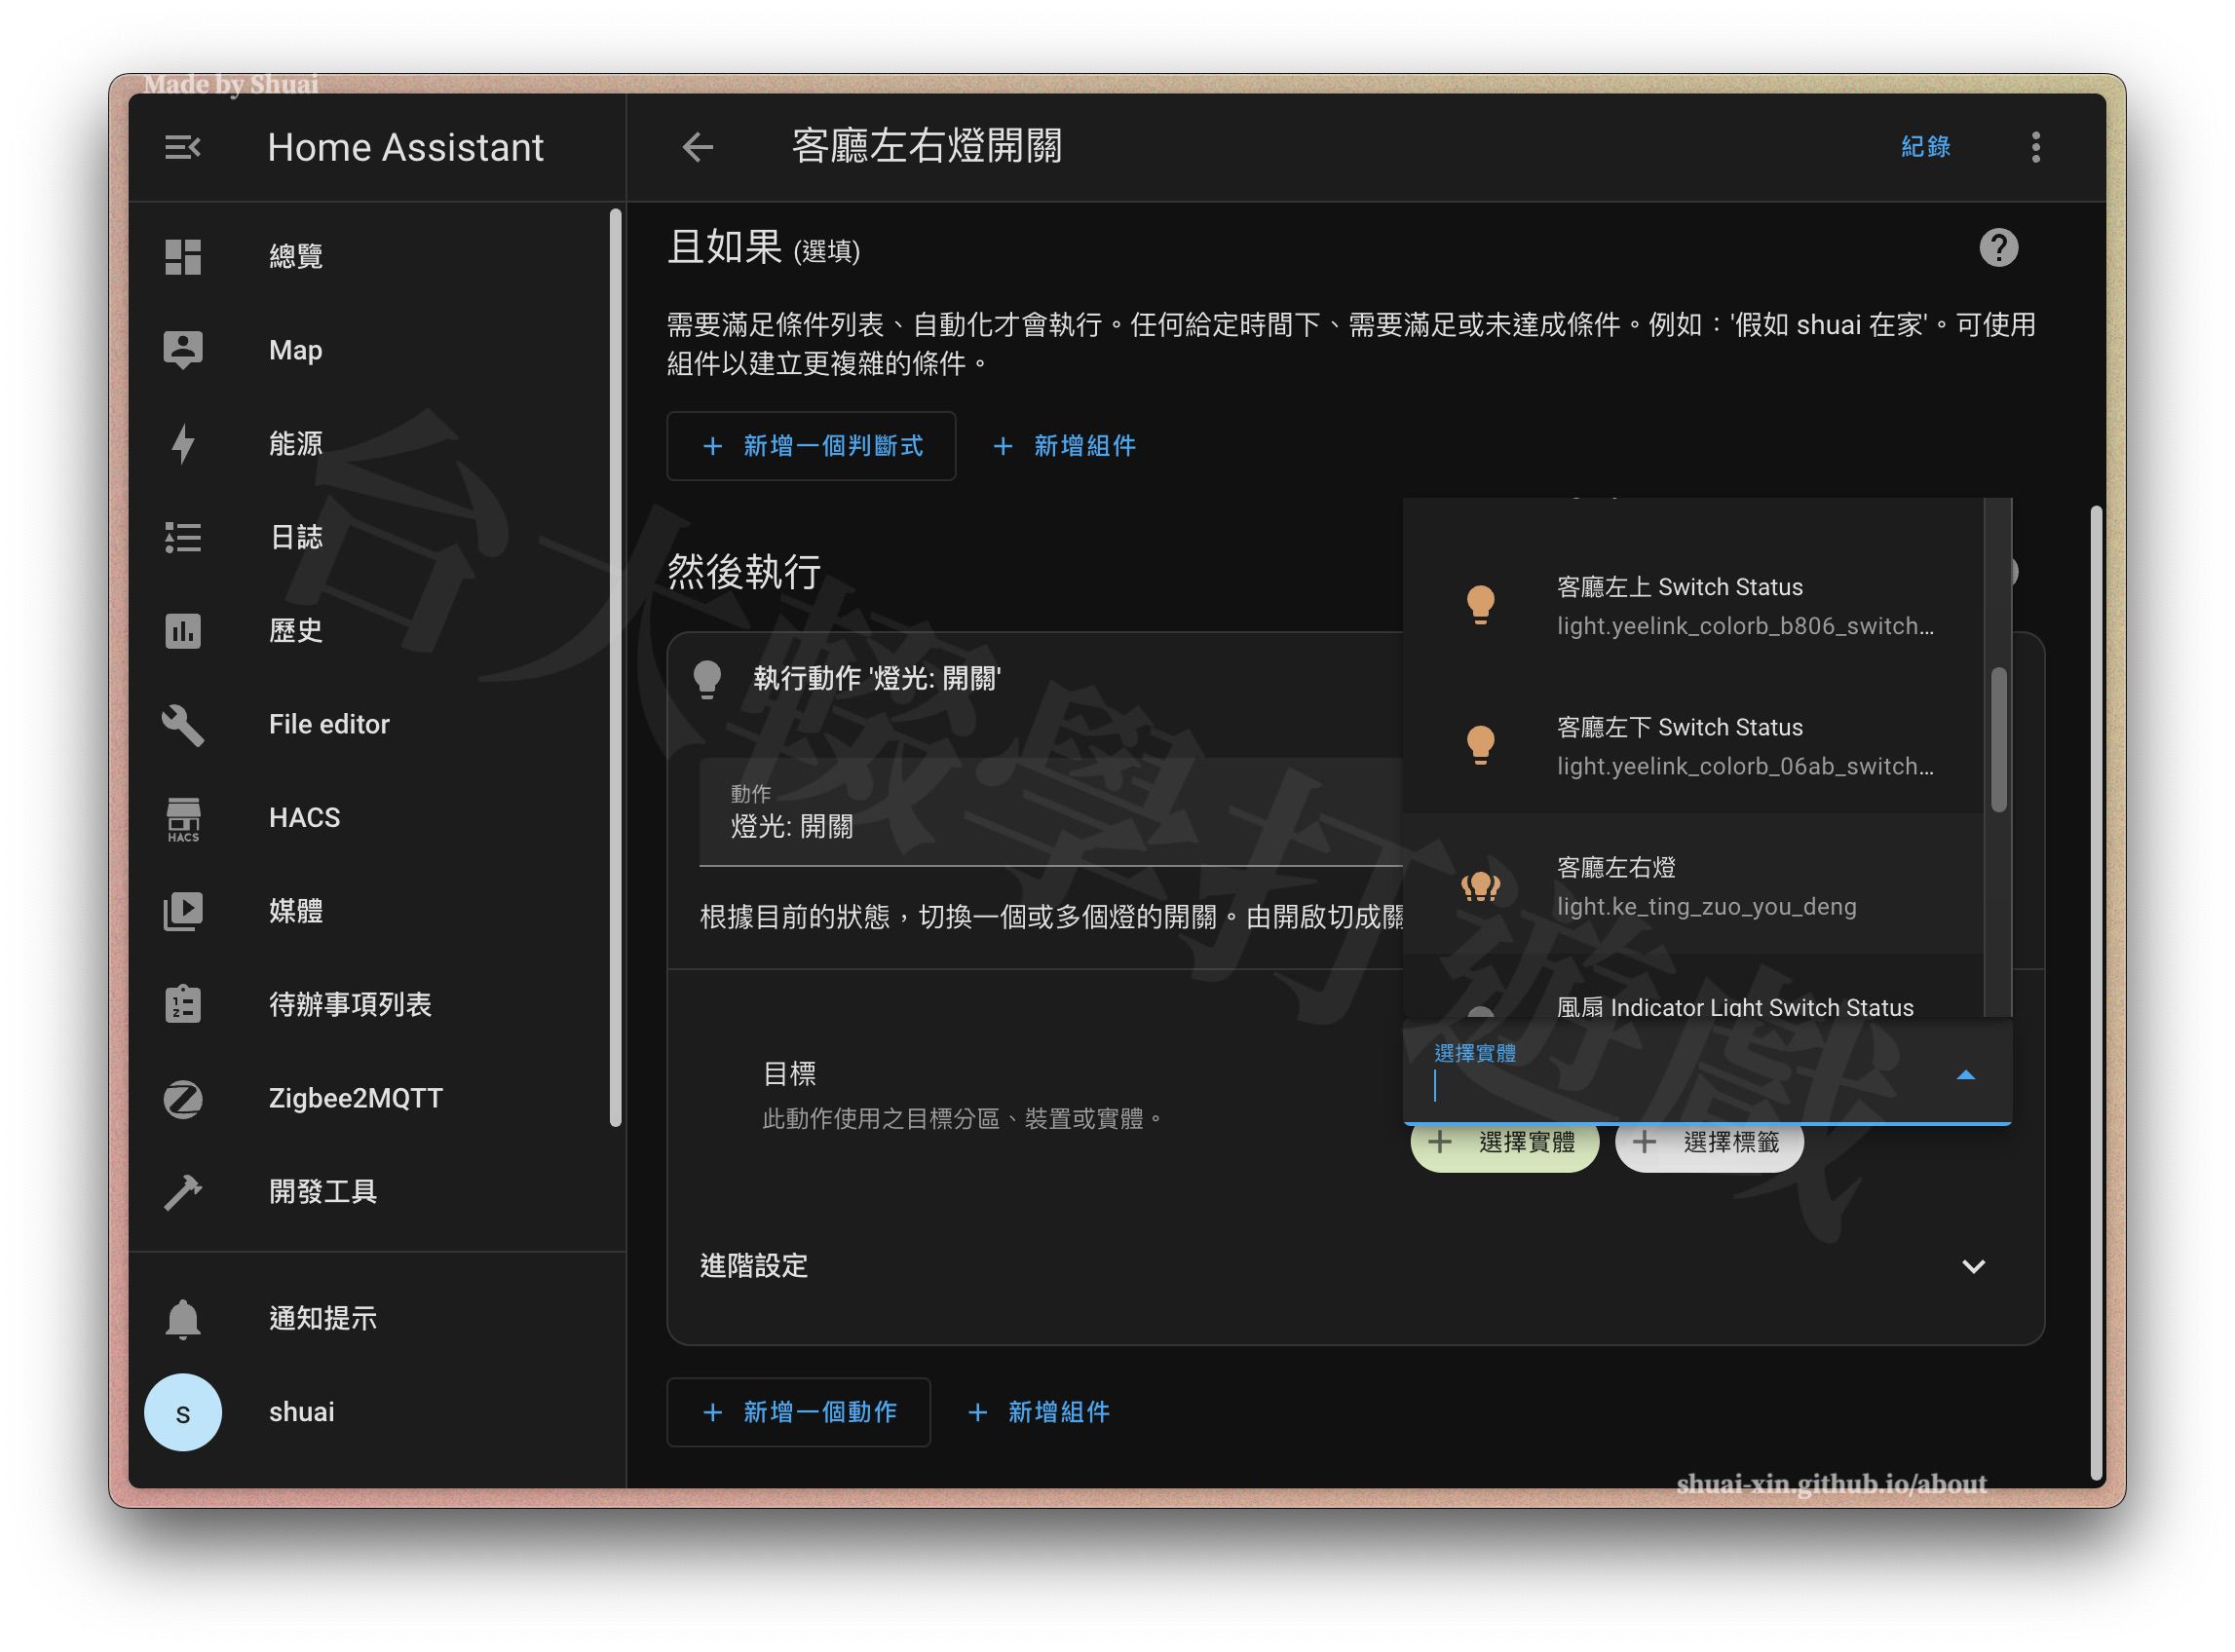 Made by Shuai
Home Assistant
客廳左右燈開關
紀錄
總覽
Map
能源
日誌
歷史
File editor
HACS
HACS
媒體
待辦事項列表
Zigbee2MQTT
開發工具
通知提示
s
shuai
且如果 (選填)
需要滿足條件列表、自動化才會執行。任何給定時間下、需要滿足或未達成條件。例如：'假如 shuai 在家'。可使用
組件以建立更複雜的條件。
+ 新增一個判斷式
+ 新增組件
然後執行
執行動作 '燈光: 開關'
動作
燈光: 開關
根據目前的狀態，切換一個或多個燈的開關。由開啟切成關
客廳左上 Switch Status
light.yeelink_colorb_b806_switch...
客廳左下 Switch Status
light.yeelink_colorb_06ab_switch...
客廳左右燈
light.ke_ting_zuo_you_deng
風扇 Indicator Light Switch Status
選擇實體
目標
此動作使用之目標分區、裝置或實體。
+ 選擇實體
+ 選擇標籤
進階設定
+ 新增一個動作
+ 新增組件
shuai-xin.github.io/about